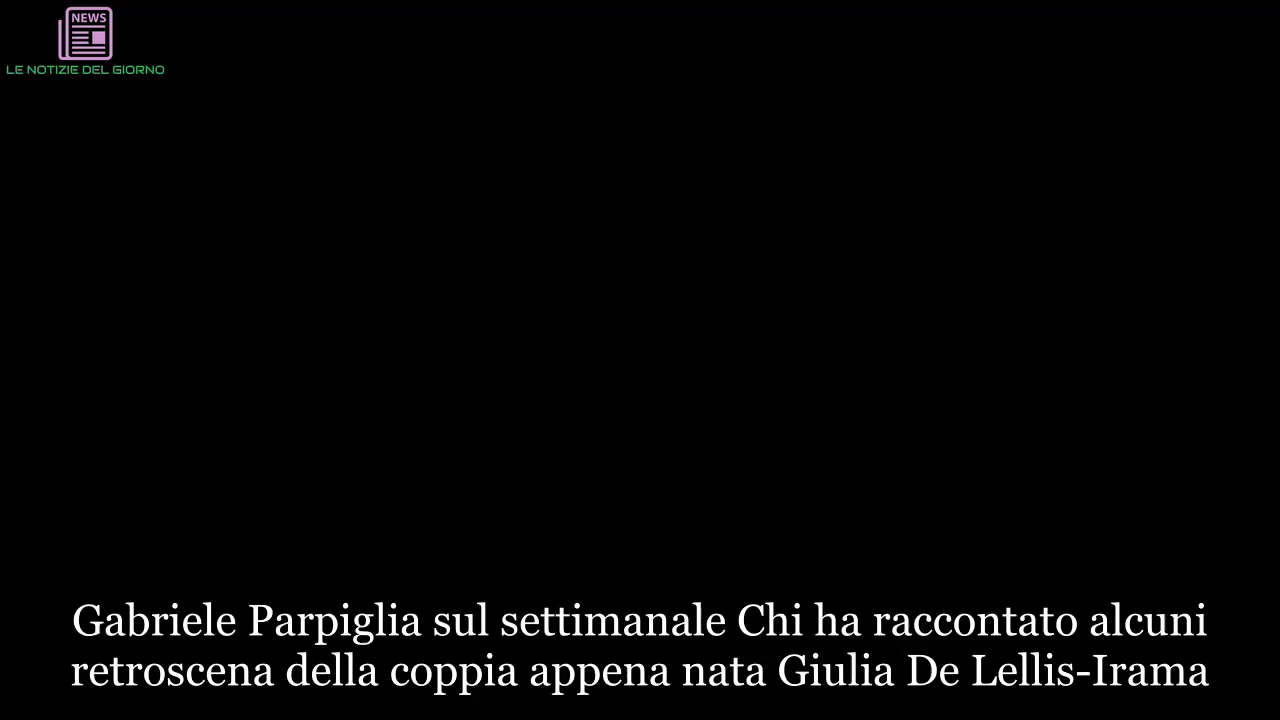 NEWS
LE NOTIZIE DEL GIORNO
Gabriele Parpiglia sul settimanale Chi ha raccontato alcuni
retroscena della coppia appena nata Giulia De Lellis-Irama